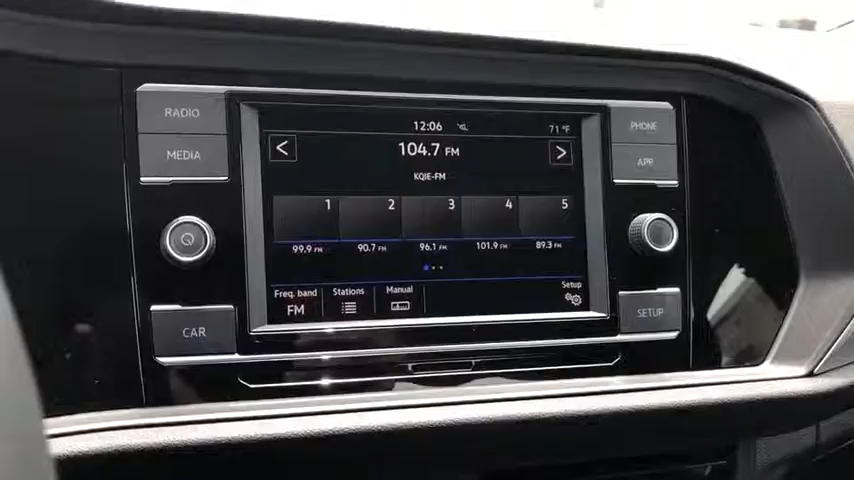 RADIO
MEDIA
CAR
12:06
71 °F
<
104.7 FM
>
KQIE-FM
1 2 3 4 5
99.9 FM 90.7 FM 96.1 FM 101.9 FM 89.3 FM
Freq. band Stations Manual Setup
FM
PHONE
APP
SETUP